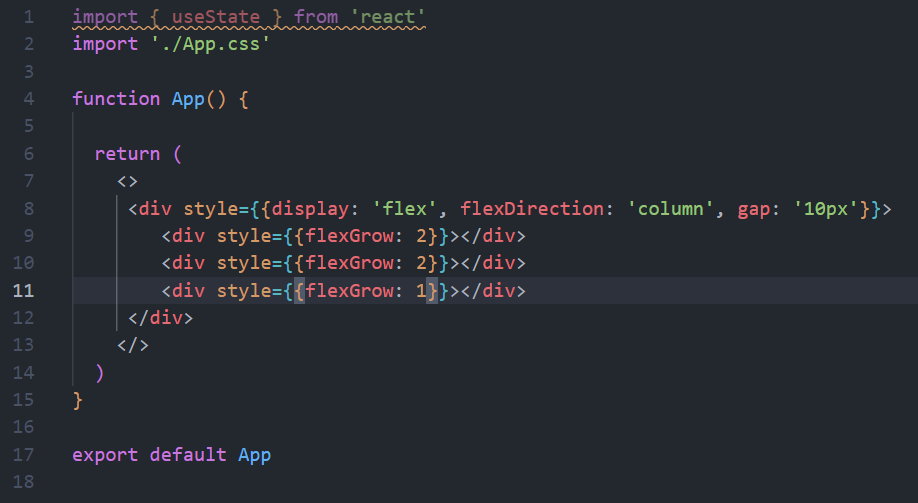 1 import { useState } from 'react'
2 import './App.css'
3
4 function App() {
5
6   return (
7     <>
8      <div style={{display: 'flex', flexDirection: 'column', gap: '10px'}}>
9         <div style={{flexGrow: 2}}></div>
10         <div style={{flexGrow: 2}}></div>
11         <div style={{flexGrow: 1}}></div>
12      </div>
13     </>
14   )
15 }
16
17 export default App
18